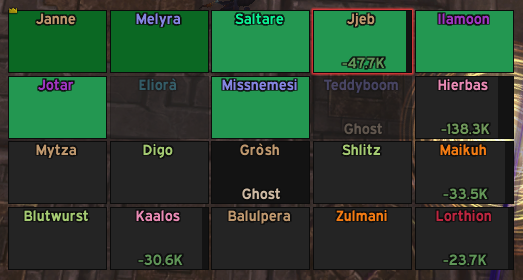 Janne Melyra Saltare Jjeb Ilamoon
-47.7K
Jotar Eliorà Missnemesi Teddyboom Hierbas
Ghost -138.3K
Mytza Digo Gròsh Shlitz Maikuh
Ghost -33.5K
Blutwurst Kaalos Balulpera Zulmani Lorthion
-30.6K -23.7K